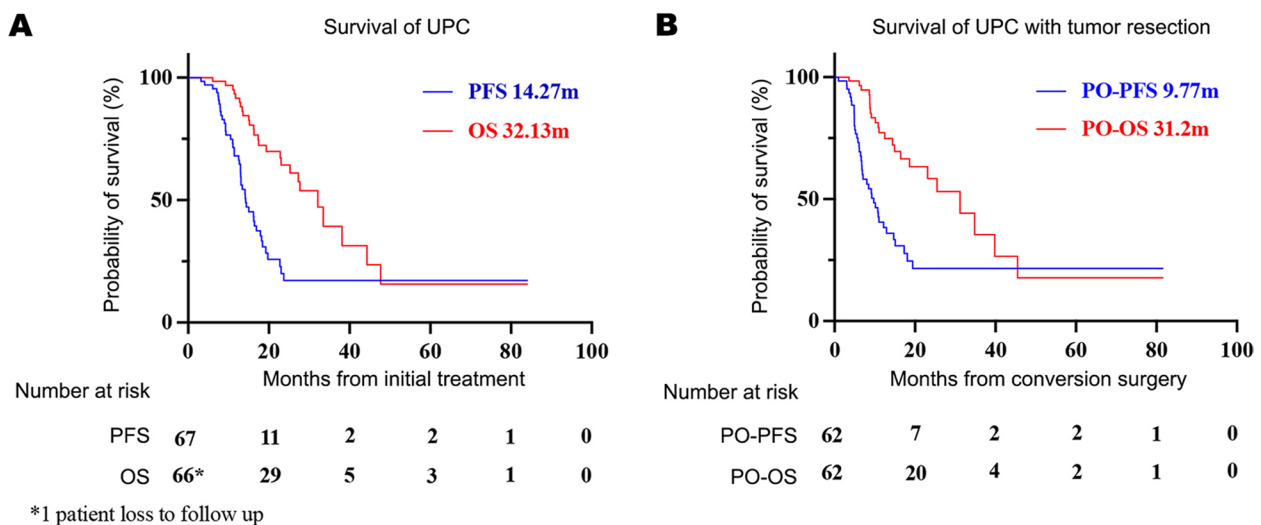 A
Survival of UPC
Probability of survival (%)
100
50
0
PFS 14.27m
OS 32.13m
0 20 40 60 80 100
Months from initial treatment
Number at risk
PFS 67 11 2 2 1 0
OS 66* 29 5 3 1 0
*1 patient loss to follow up
B
Survival of UPC with tumor resection
Probability of survival (%)
100
50
0
PO-PFS 9.77m
PO-OS 31.2m
0 20 40 60 80 100
Months from conversion surgery
Number at risk
PO-PFS 62 7 2 2 1 0
PO-OS 62 20 4 2 1 0